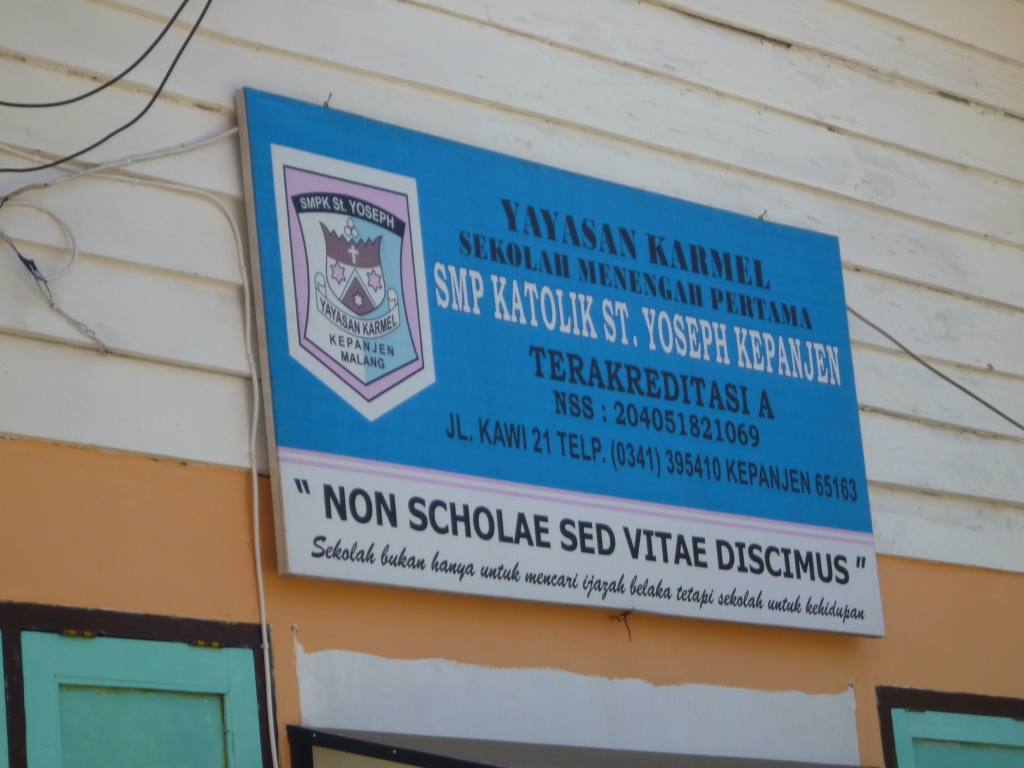 SMPK St. YOSEPH
YAYASAN KARMEL
KEPANJEN
MALANG
YAYASAN KARMEL
SEKOLAH MENENGAH PERTAMA
SMP KATOLIK ST. YOSEPH KEPANJEN
TERAKREDITASI A
NSS : 204051821069
JL. KAWI 21 TELP. (0341) 395410 KEPANJEN 65163
" NON SCHOLAE SED VITAE DISCIMUS "
Sekolah bukan hanya untuk mencari ijazah belaka tetapi sekolah untuk kehidupan